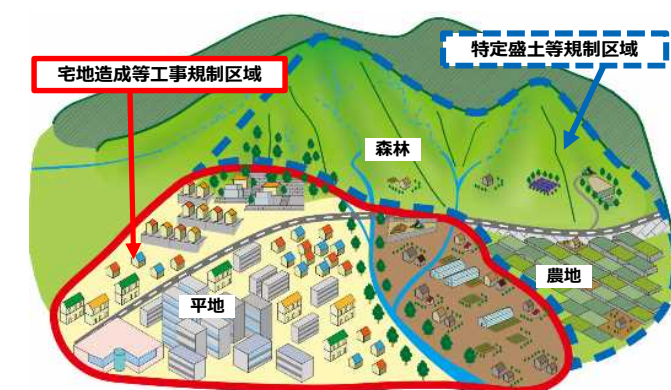 特定盛土等規制区域
宅地造成等工事規制区域
森林
農地
平地